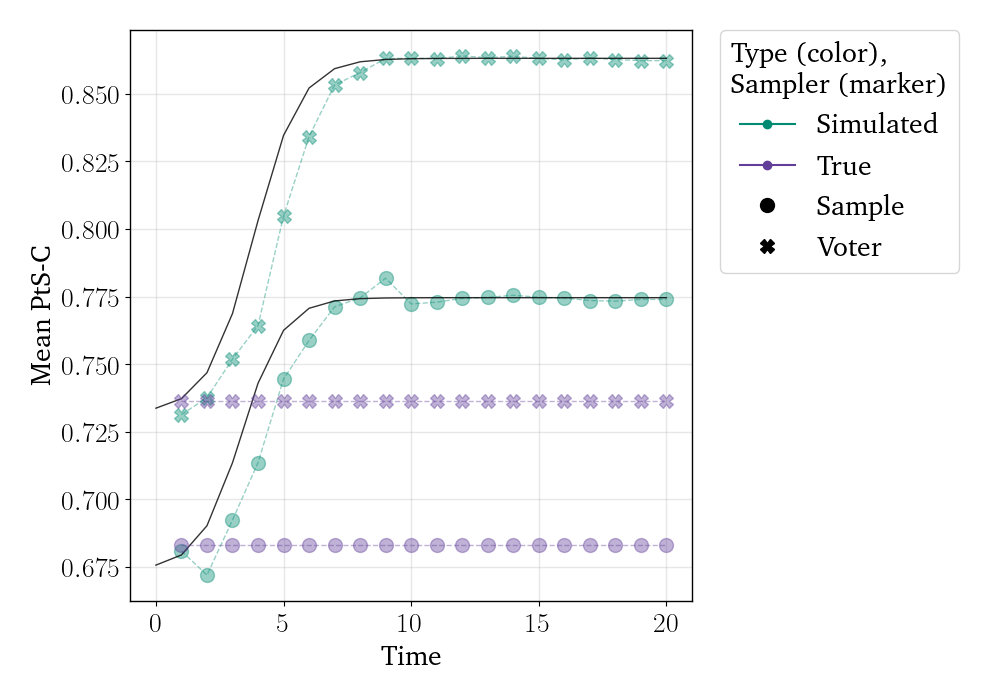 Mean PtS-C
0.850
0.825
0.800
0.775
0.750
0.725
0.700
0.675
0
5
10
15
20
Time
Type (color),
Sampler (marker)
Simulated
True
Sample
Voter